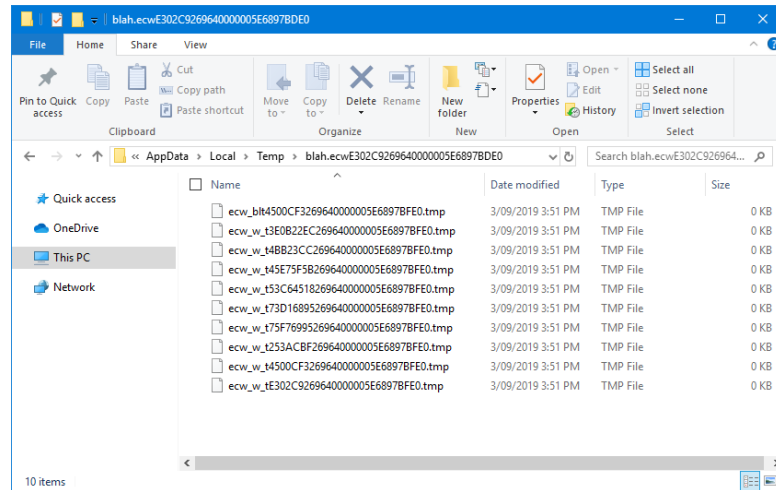 blah.ecwE302C9269640000005E6897BDE0
File Home Share View
Pin to Quick access
Copy
Paste
Cut
Copy path
Paste shortcut
Clipboard
Move to
Copy to
Delete
Rename
Organize
New folder
New
Properties
Open
Edit
History
Open
Select all
Select none
Invert selection
Select
« AppData › Local › Temp › blah.ecwE302C9269640000005E6897BDE0
Search blah.ecwE302C926964...
Quick access
OneDrive
This PC
Network
Name Date modified Type Size
ecw_blt4500CF3269640000005E6897BFE0.tmp 3/09/2019 3:51 PM TMP File 0 KB
ecw_w_t3E0B22EC269640000005E6897BFE0.tmp 3/09/2019 3:51 PM TMP File 0 KB
ecw_w_t4BB23CC269640000005E6897BFE0.tmp 3/09/2019 3:51 PM TMP File 0 KB
ecw_w_t45E75F5B269640000005E6897BFE0.tmp 3/09/2019 3:51 PM TMP File 0 KB
ecw_w_t53C64518269640000005E6897BFE0.tmp 3/09/2019 3:51 PM TMP File 0 KB
ecw_w_t73D16895269640000005E6897BFE0.tmp 3/09/2019 3:51 PM TMP File 0 KB
ecw_w_t75F76995269640000005E6897BFE0.tmp 3/09/2019 3:51 PM TMP File 0 KB
ecw_w_t253ACBF269640000005E6897BFE0.tmp 3/09/2019 3:51 PM TMP File 0 KB
ecw_w_t4500CF3269640000005E6897BFE0.tmp 3/09/2019 3:51 PM TMP File 0 KB
ecw_w_tE302C9269640000005E6897BFE0.tmp 3/09/2019 3:51 PM TMP File 0 KB
10 items